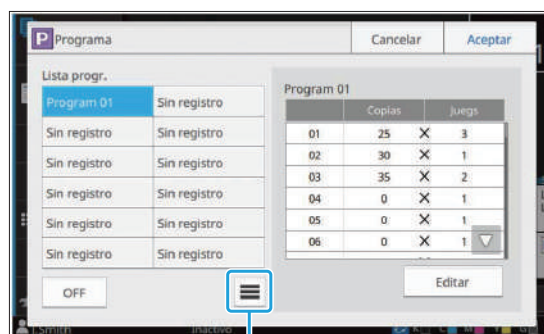 P Programa Cancelar Aceptar
Lista progr.
Program 01 Sin registro
Sin registro Sin registro
Sin registro Sin registro
Sin registro Sin registro
Sin registro Sin registro
Sin registro Sin registro
OFF
Program 01
Copias Juegs
01 25 X 3
02 30 X 1
03 35 X 2
04 0 X 1
05 0 X 1
06 0 X 1
Editar
I.Smith Inactivo K C M Y G